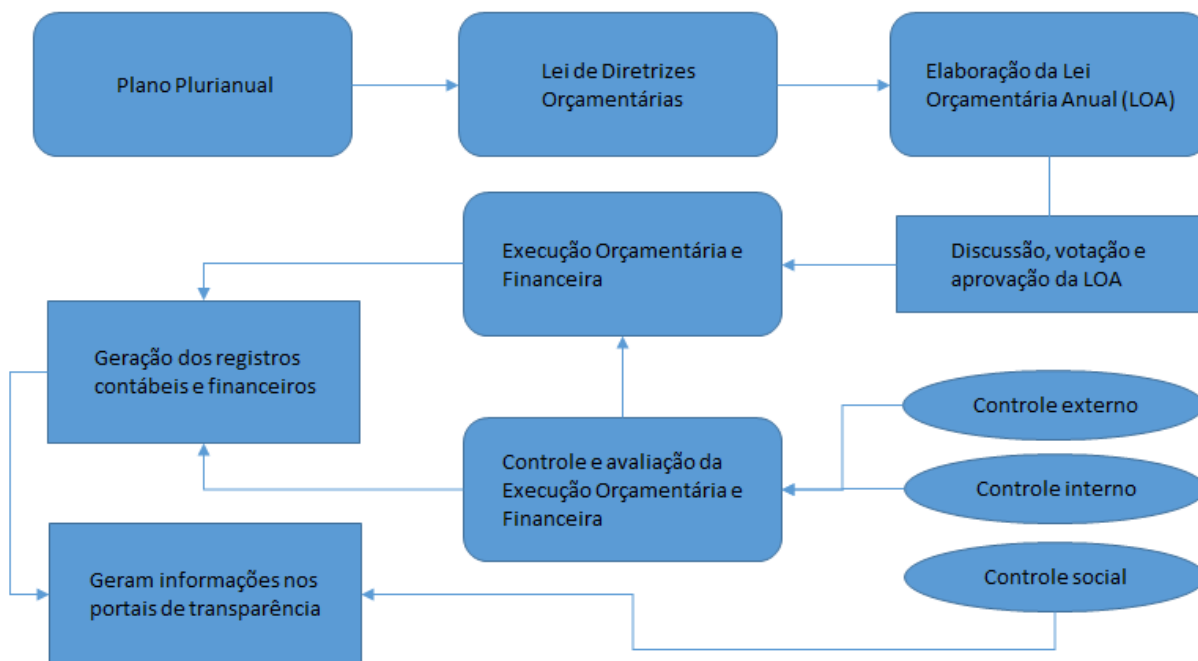 Plano Plurianual
Lei de Diretrizes
Orçamentárias
Elaboração da Lei
Orçamentária Anual (LOA)
Execução Orçamentária e
Financeira
Discussão, votação e
aprovação da LOA
Geração dos registros
contábeis e financeiros
Controle e avaliação da
Execução Orçamentária e
Financeira
Controle externo
Controle interno
Controle social
Geram informações nos
portais de transparência